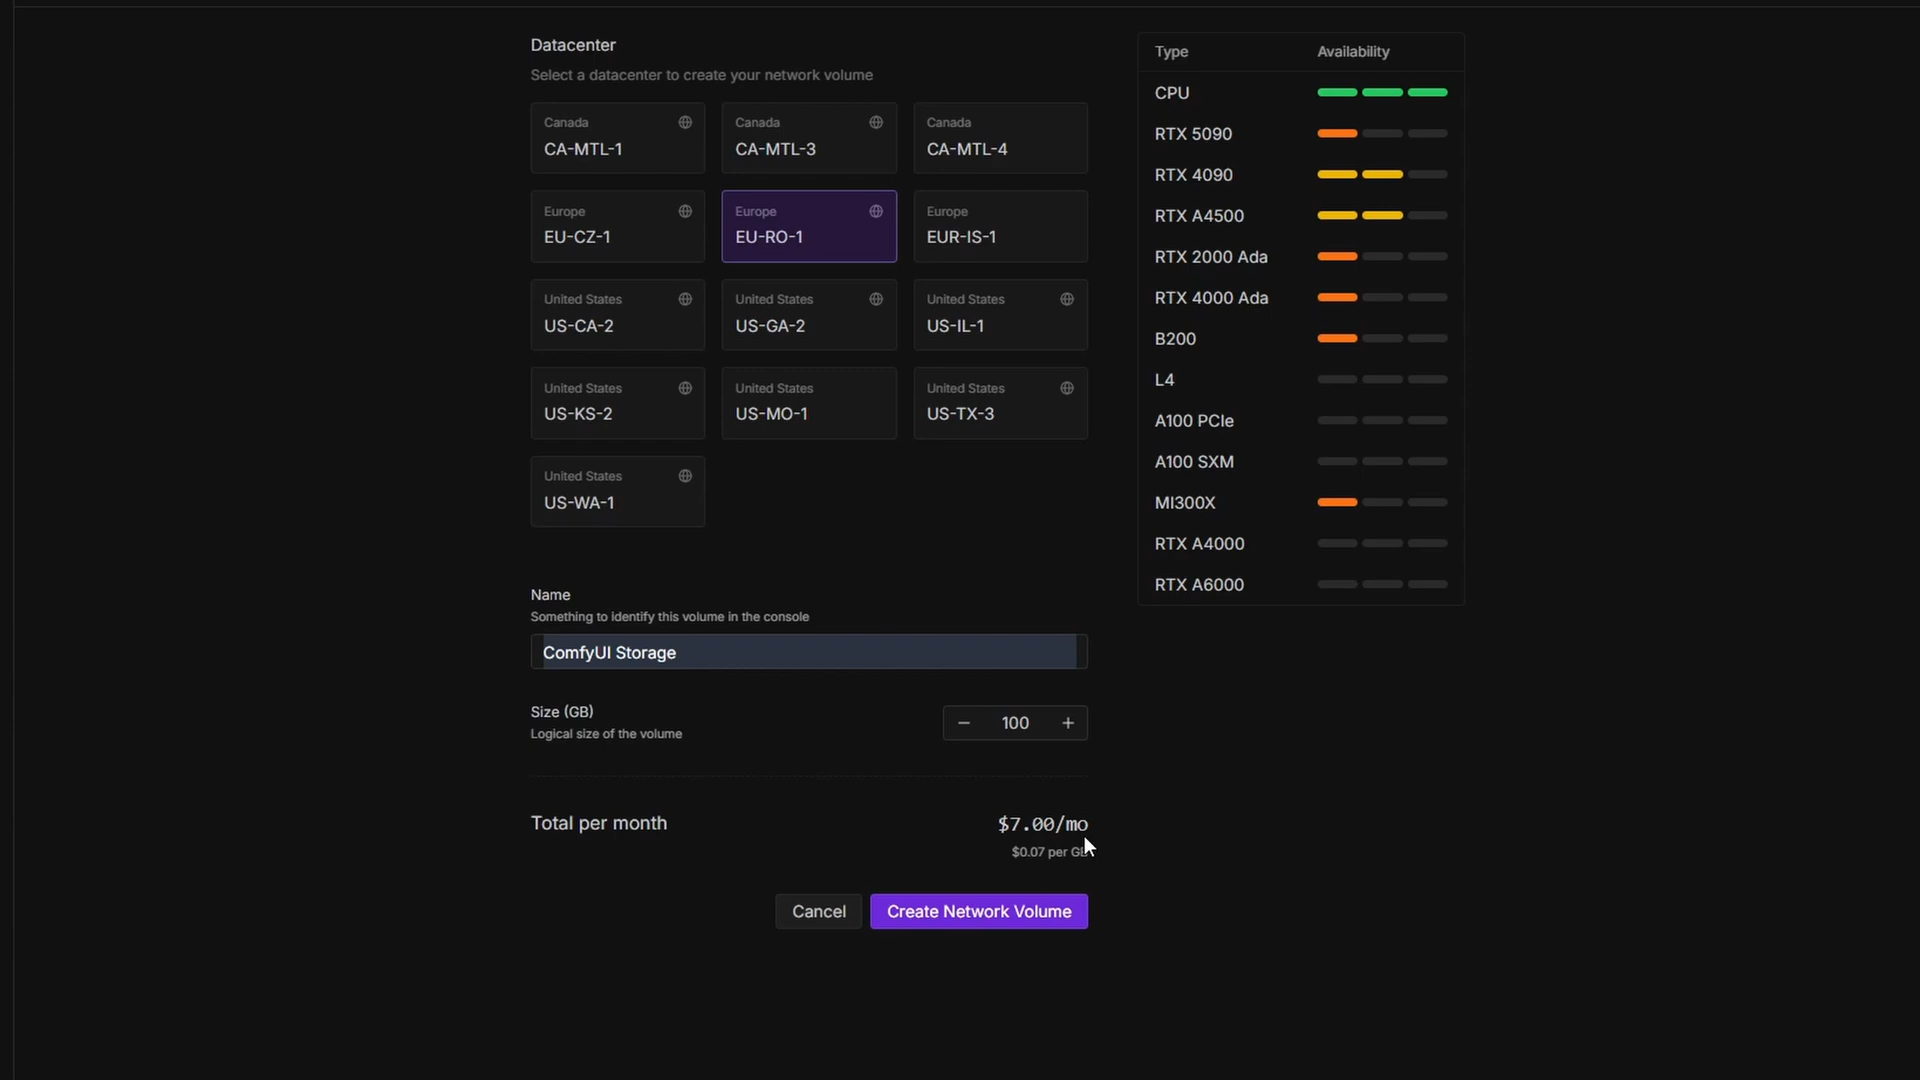 Datacenter
Select a datacenter to create your network volume
Canada
CA-MTL-1
Canada
CA-MTL-3
Canada
CA-MTL-4
Europe
EU-CZ-1
Europe
EU-RO-1
Europe
EUR-IS-1
United States
US-CA-2
United States
US-GA-2
United States
US-IL-1
United States
US-KS-2
United States
US-MO-1
United States
US-TX-3
United States
US-WA-1
Name
Something to identify this volume in the console
ComfyUI Storage
Size (GB)
Logical size of the volume
− 100 +
Total per month
$7.00/mo
$0.07 per GB
Cancel
Create Network Volume
Type Availability
CPU
RTX 5090
RTX 4090
RTX A4500
RTX 2000 Ada
RTX 4000 Ada
B200
L4
A100 PCIe
A100 SXM
MI300X
RTX A4000
RTX A6000